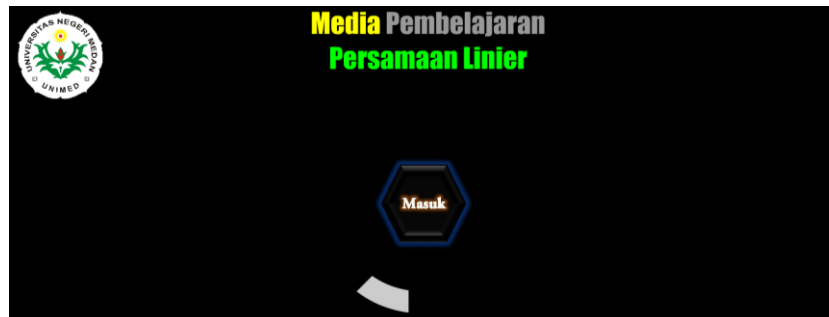 UNIVERSITAS NEGERI MEDAN
UNIMED
Media Pembelajaran
Persamaan Linier
Masuk